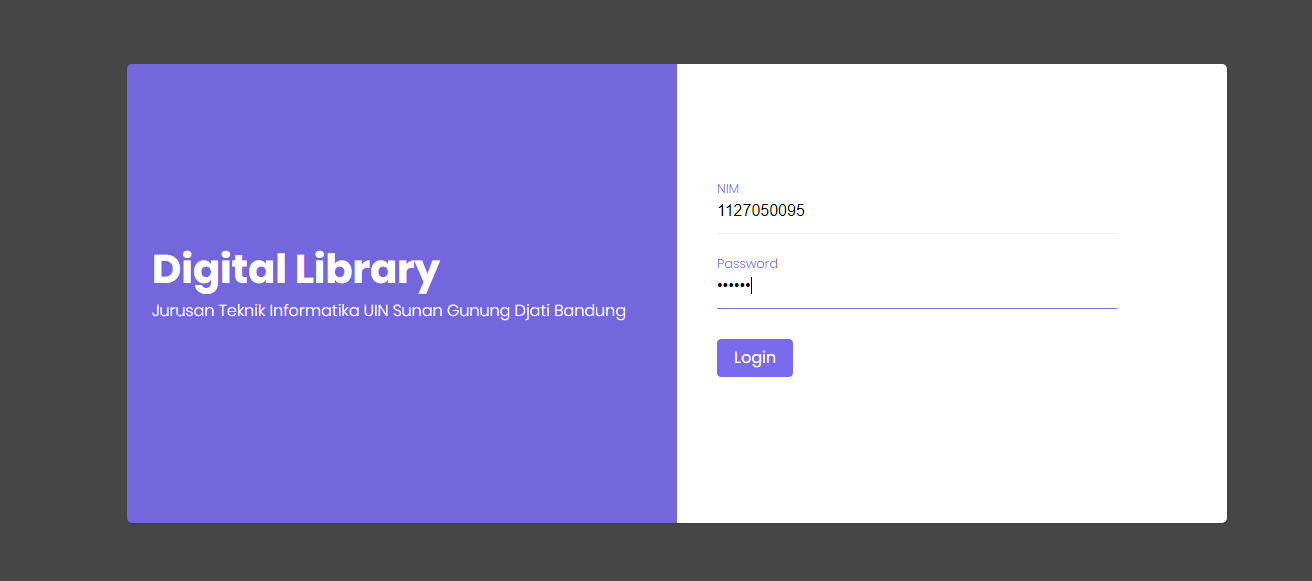 Digital Library
Jurusan Teknik Informatika UIN Sunan Gunung Djati Bandung
NIM
1127050095
Password
••••••
Login